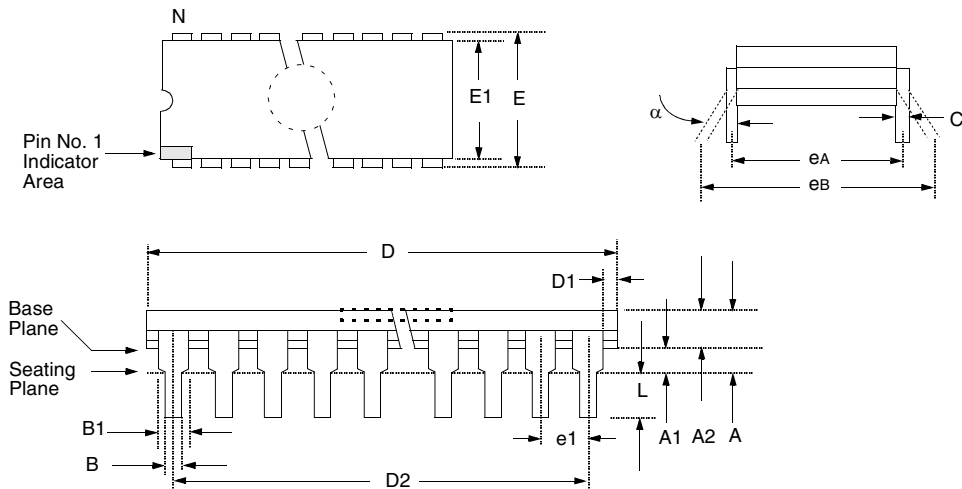 N
E1
E
Pin No. 1
Indicator
Area
α
C
eA
eB
D
D1
Base
Plane
Seating
Plane
L
B1
e1
A1
A2
A
B
D2